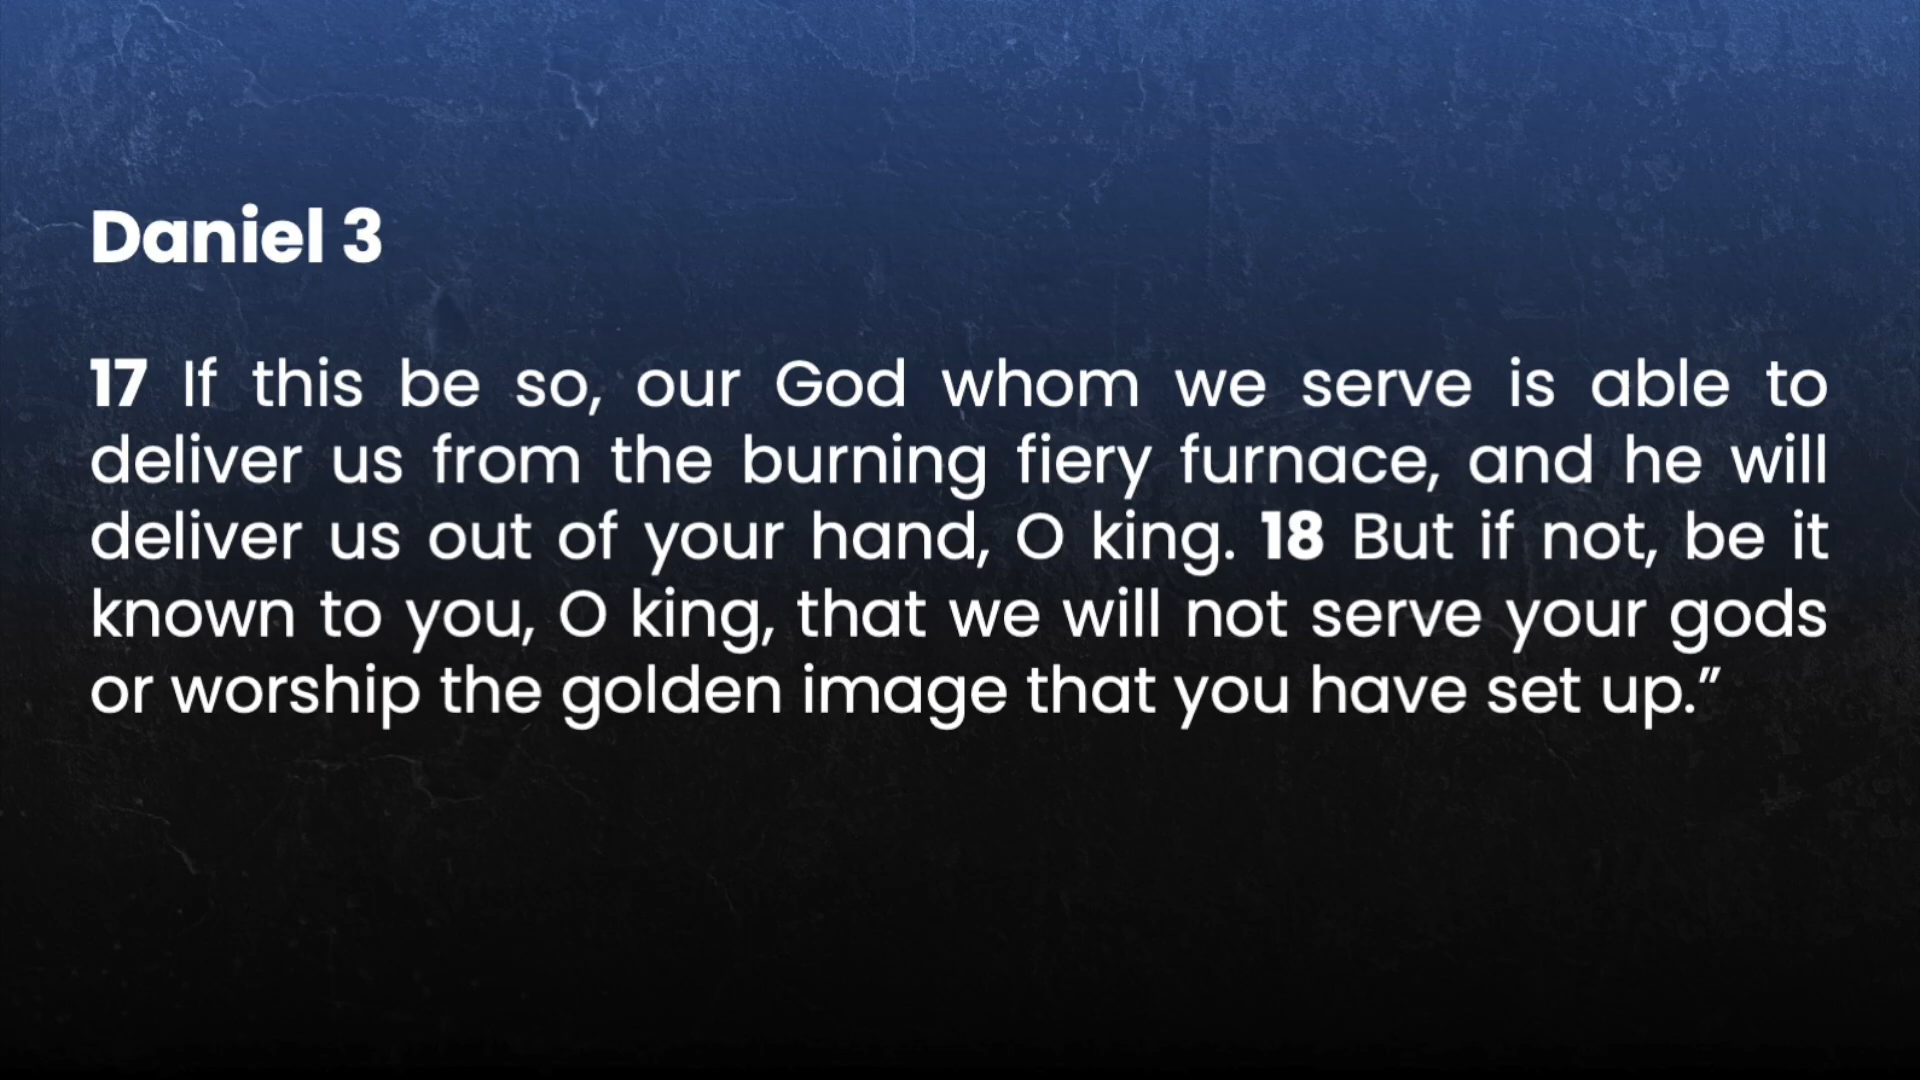 Daniel 3
17 If this be so, our God whom we serve is able to
deliver us from the burning fiery furnace, and he will
deliver us out of your hand, O king. 18 But if not, be it
known to you, O king, that we will not serve your gods
or worship the golden image that you have set up.”